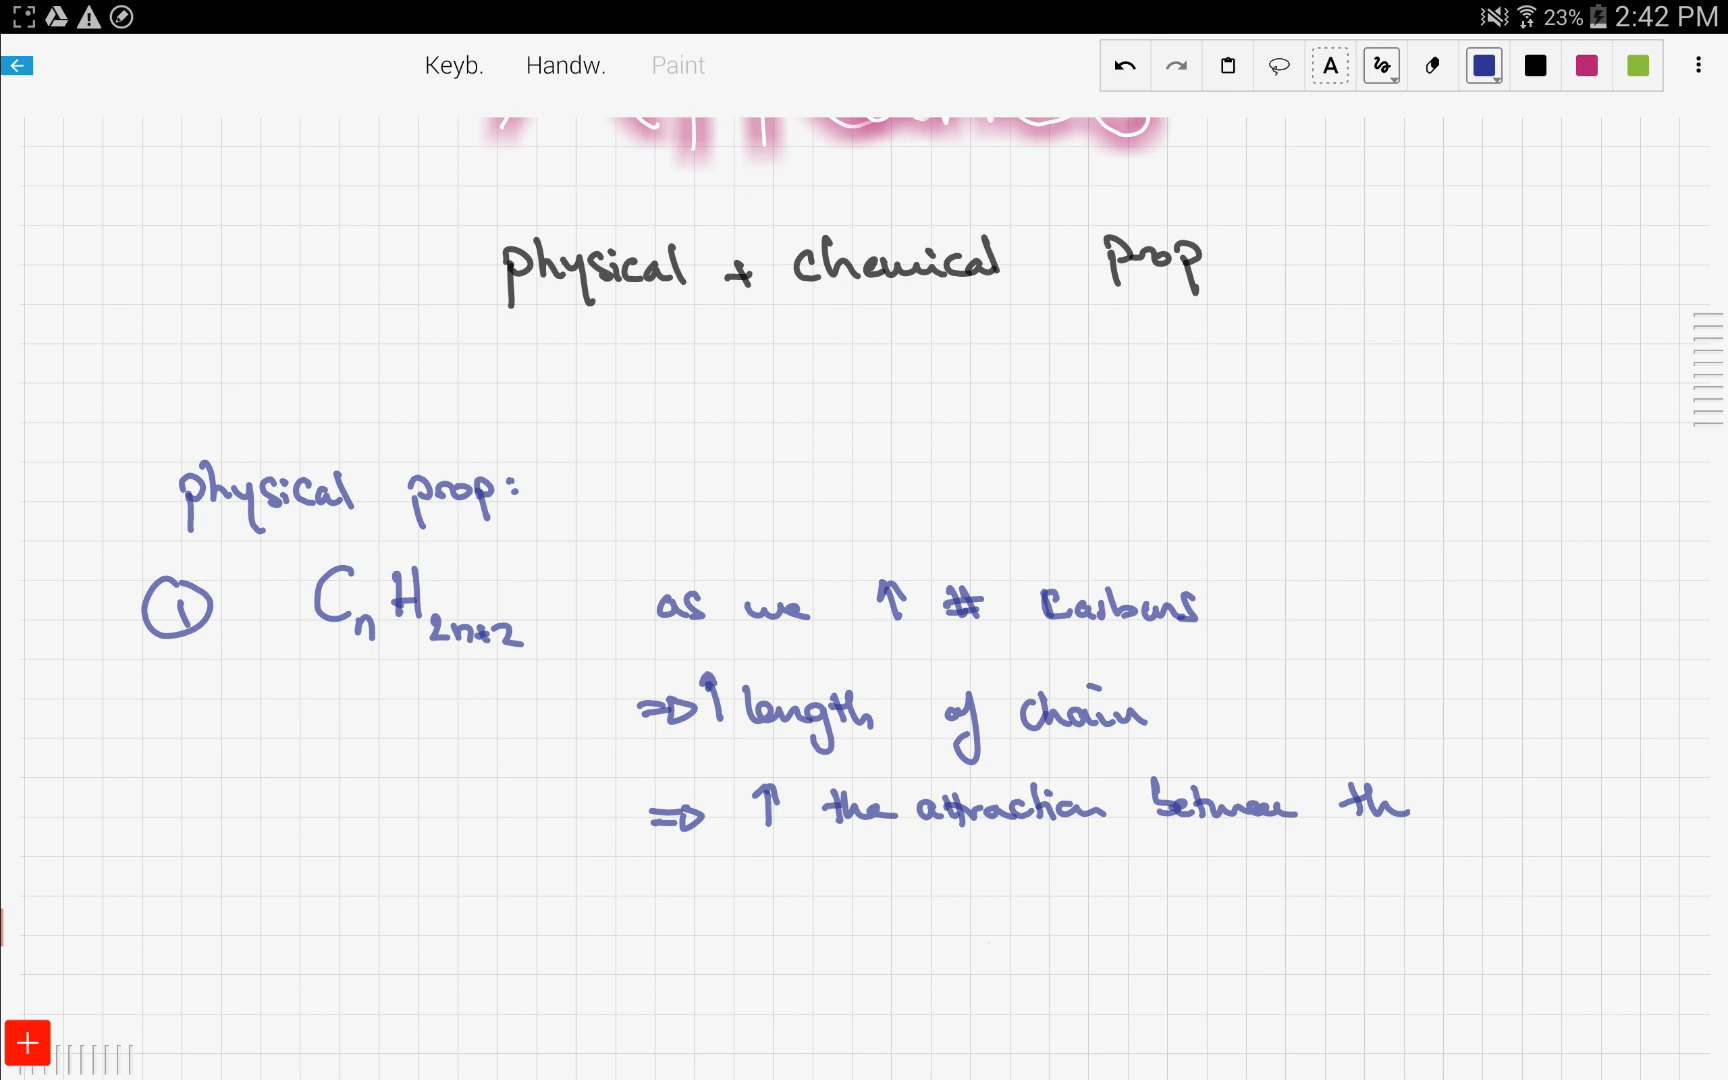 23% 2:42 PM
Keyb. Handw. Paint A
physical + chemical prop
physical prop:
① CnH2n+2 as we ↑ # Carbons
⇒ ↑ length of chain
⇒ ↑ the attraction between th